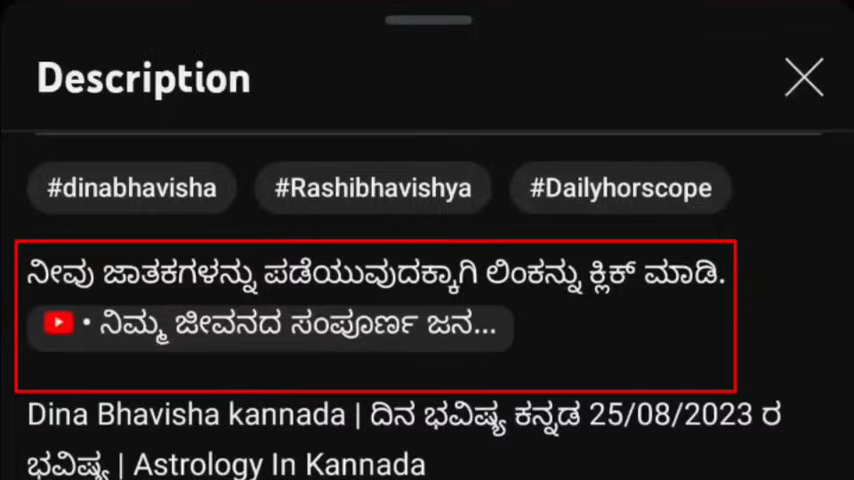 Description
#dinabhavisha #Rashibhavishya #Dailyhorscope
ನೀವು ಜಾತಕಗಳನ್ನು ಪಡೆಯುವುದಕ್ಕಾಗಿ ಲಿಂಕನ್ನು ಕ್ಲಿಕ್ ಮಾಡಿ.
• ನಿಮ್ಮ ಜೀವನದ ಸಂಪೂರ್ಣ ಜನ...
Dina Bhavisha kannada | ದಿನ ಭವಿಷ್ಯ ಕನ್ನಡ 25/08/2023 ರ
ಭವಿಷ್ಯ | Astrology In Kannada